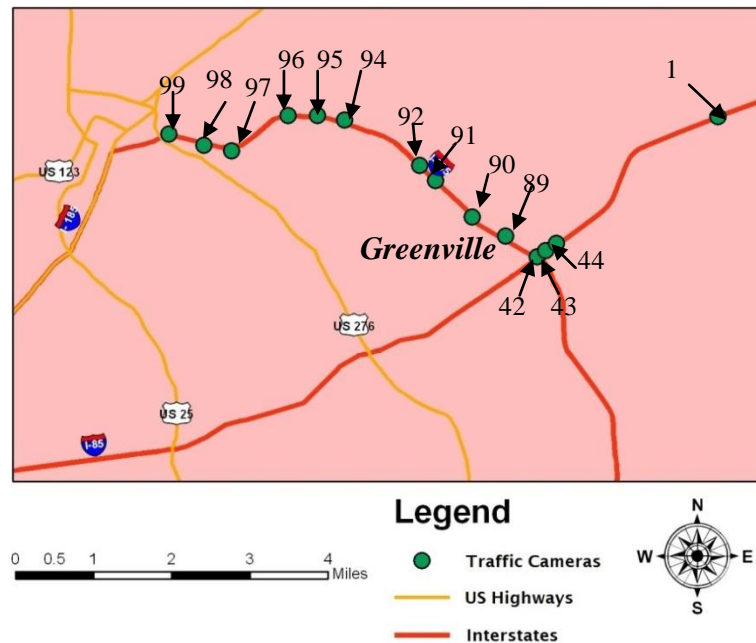 96 95 94
1
99
98
97
92
91
90
89
US 123
185
Greenville
44
42
43
US 276
US 25
I-85
Legend
N
W E
S
Traffic Cameras
US Highways
Interstates
0 0.5 1 2 3 4
Miles